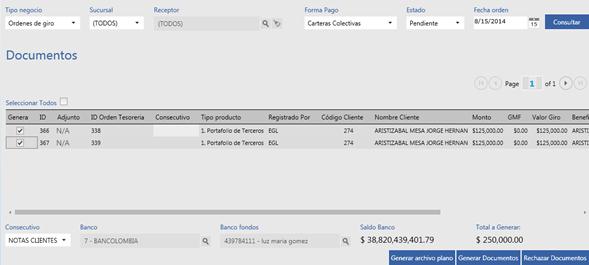 Tipo negocio Sucursal Receptor Forma Pago Estado Fecha orden
Ordenes de giro (TODOS) (TODOS) Carteras Colectivas Pendiente 8/15/2014 15 Consultar
Documentos
Page 1 of 1
Seleccionar Todos
Genera ID Adjunto ID Orden Tesoreria Consecutivo Tipo producto Registrado Por Código Cliente Nombre Cliente Monto GMF Valor Giro Benefi
366 N/A 338 1. Portafolio de Terceros EGL 274 ARISTIZABAL MESA JORGE HERNAN $125,000.00 $0.00 $125,000.00 ARISTI
367 N/A 339 1. Portafolio de Terceros EGL 274 ARISTIZABAL MESA JORGE HERNAN $125,000.00 $0.00 $125,000.00 ARISTI
Consecutivo Banco Banco fondos Saldo Banco Total a Generar:
NOTAS CLIENTES 7 - BANCOLOMBIA 439784111 - luz maria gomez $ 38,820,439,401.79 $ 250,000.00
Generar archivo plano Generar Documentos Rechazar Documentos